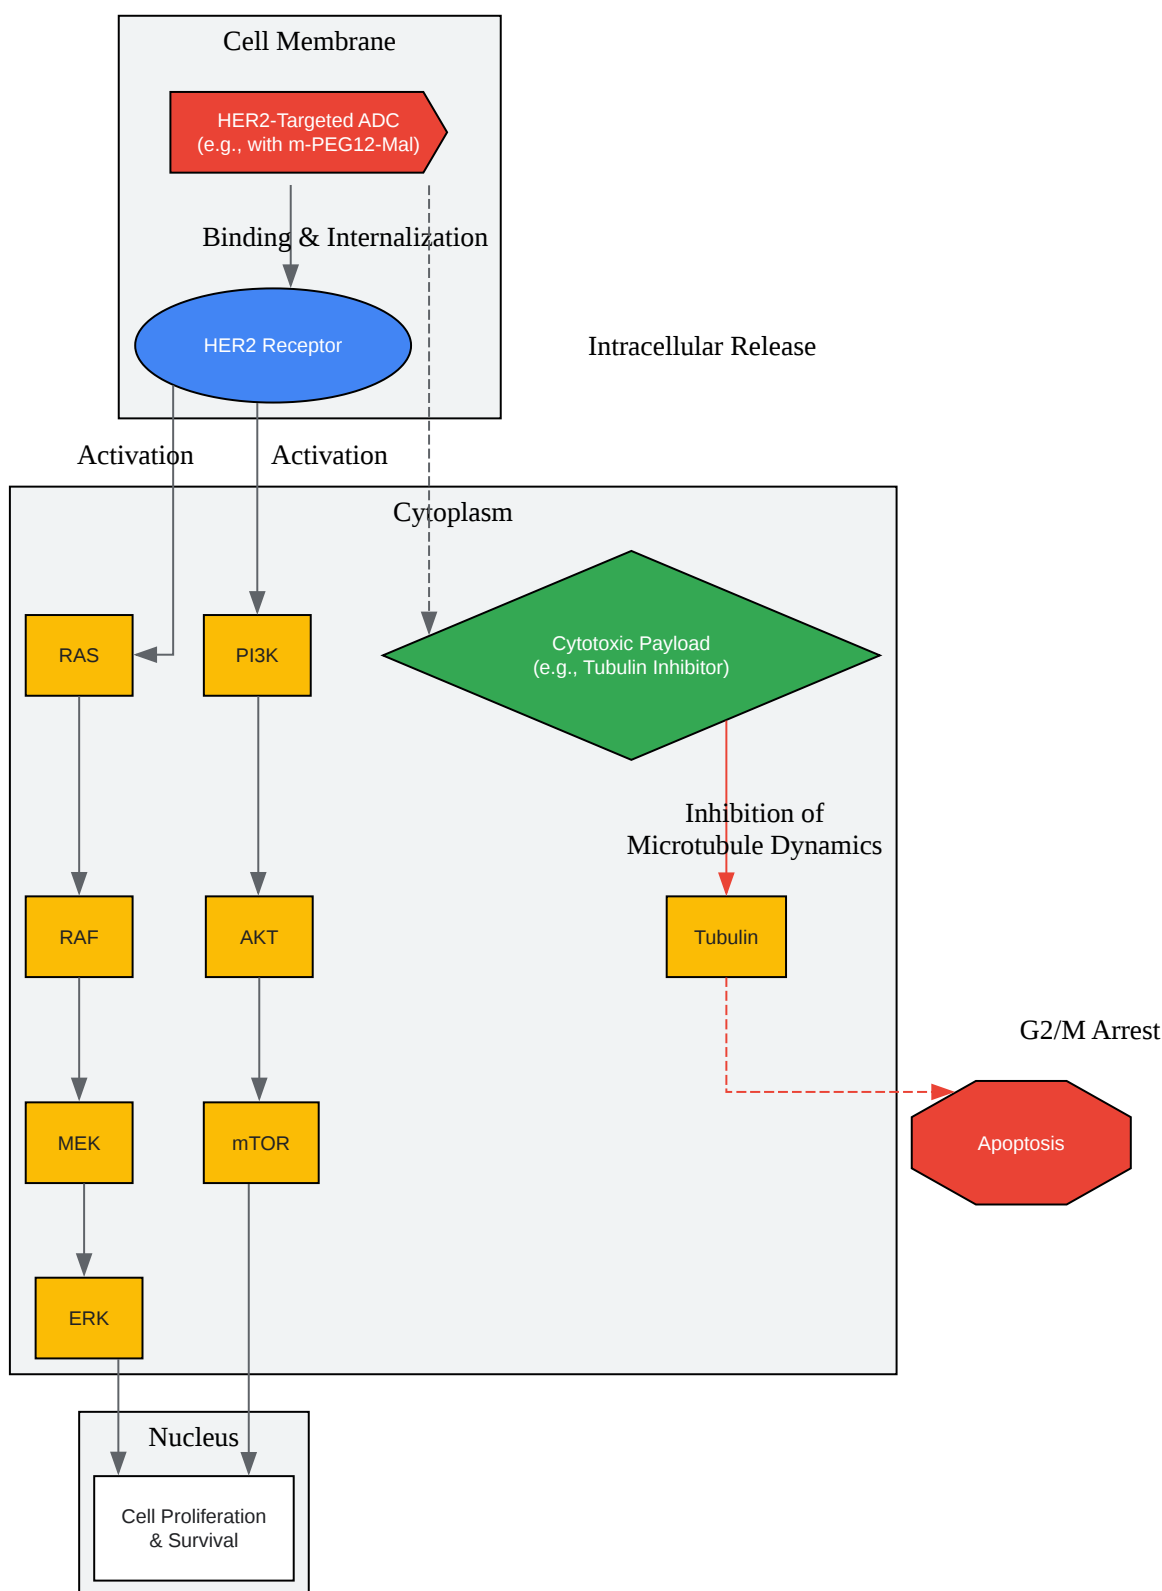 Cell Membrane
HER2-Targeted ADC
(e.g., with m-PEG12-Mal)
Binding & Internalization
HER2 Receptor
Intracellular Release
Activation
Activation
Cytoplasm
RAS
PI3K
Cytotoxic Payload
(e.g., Tubulin Inhibitor)
Inhibition of
Microtubule Dynamics
RAF
AKT
Tubulin
G2/M Arrest
MEK
mTOR
Apoptosis
ERK
Nucleus
Cell Proliferation
& Survival